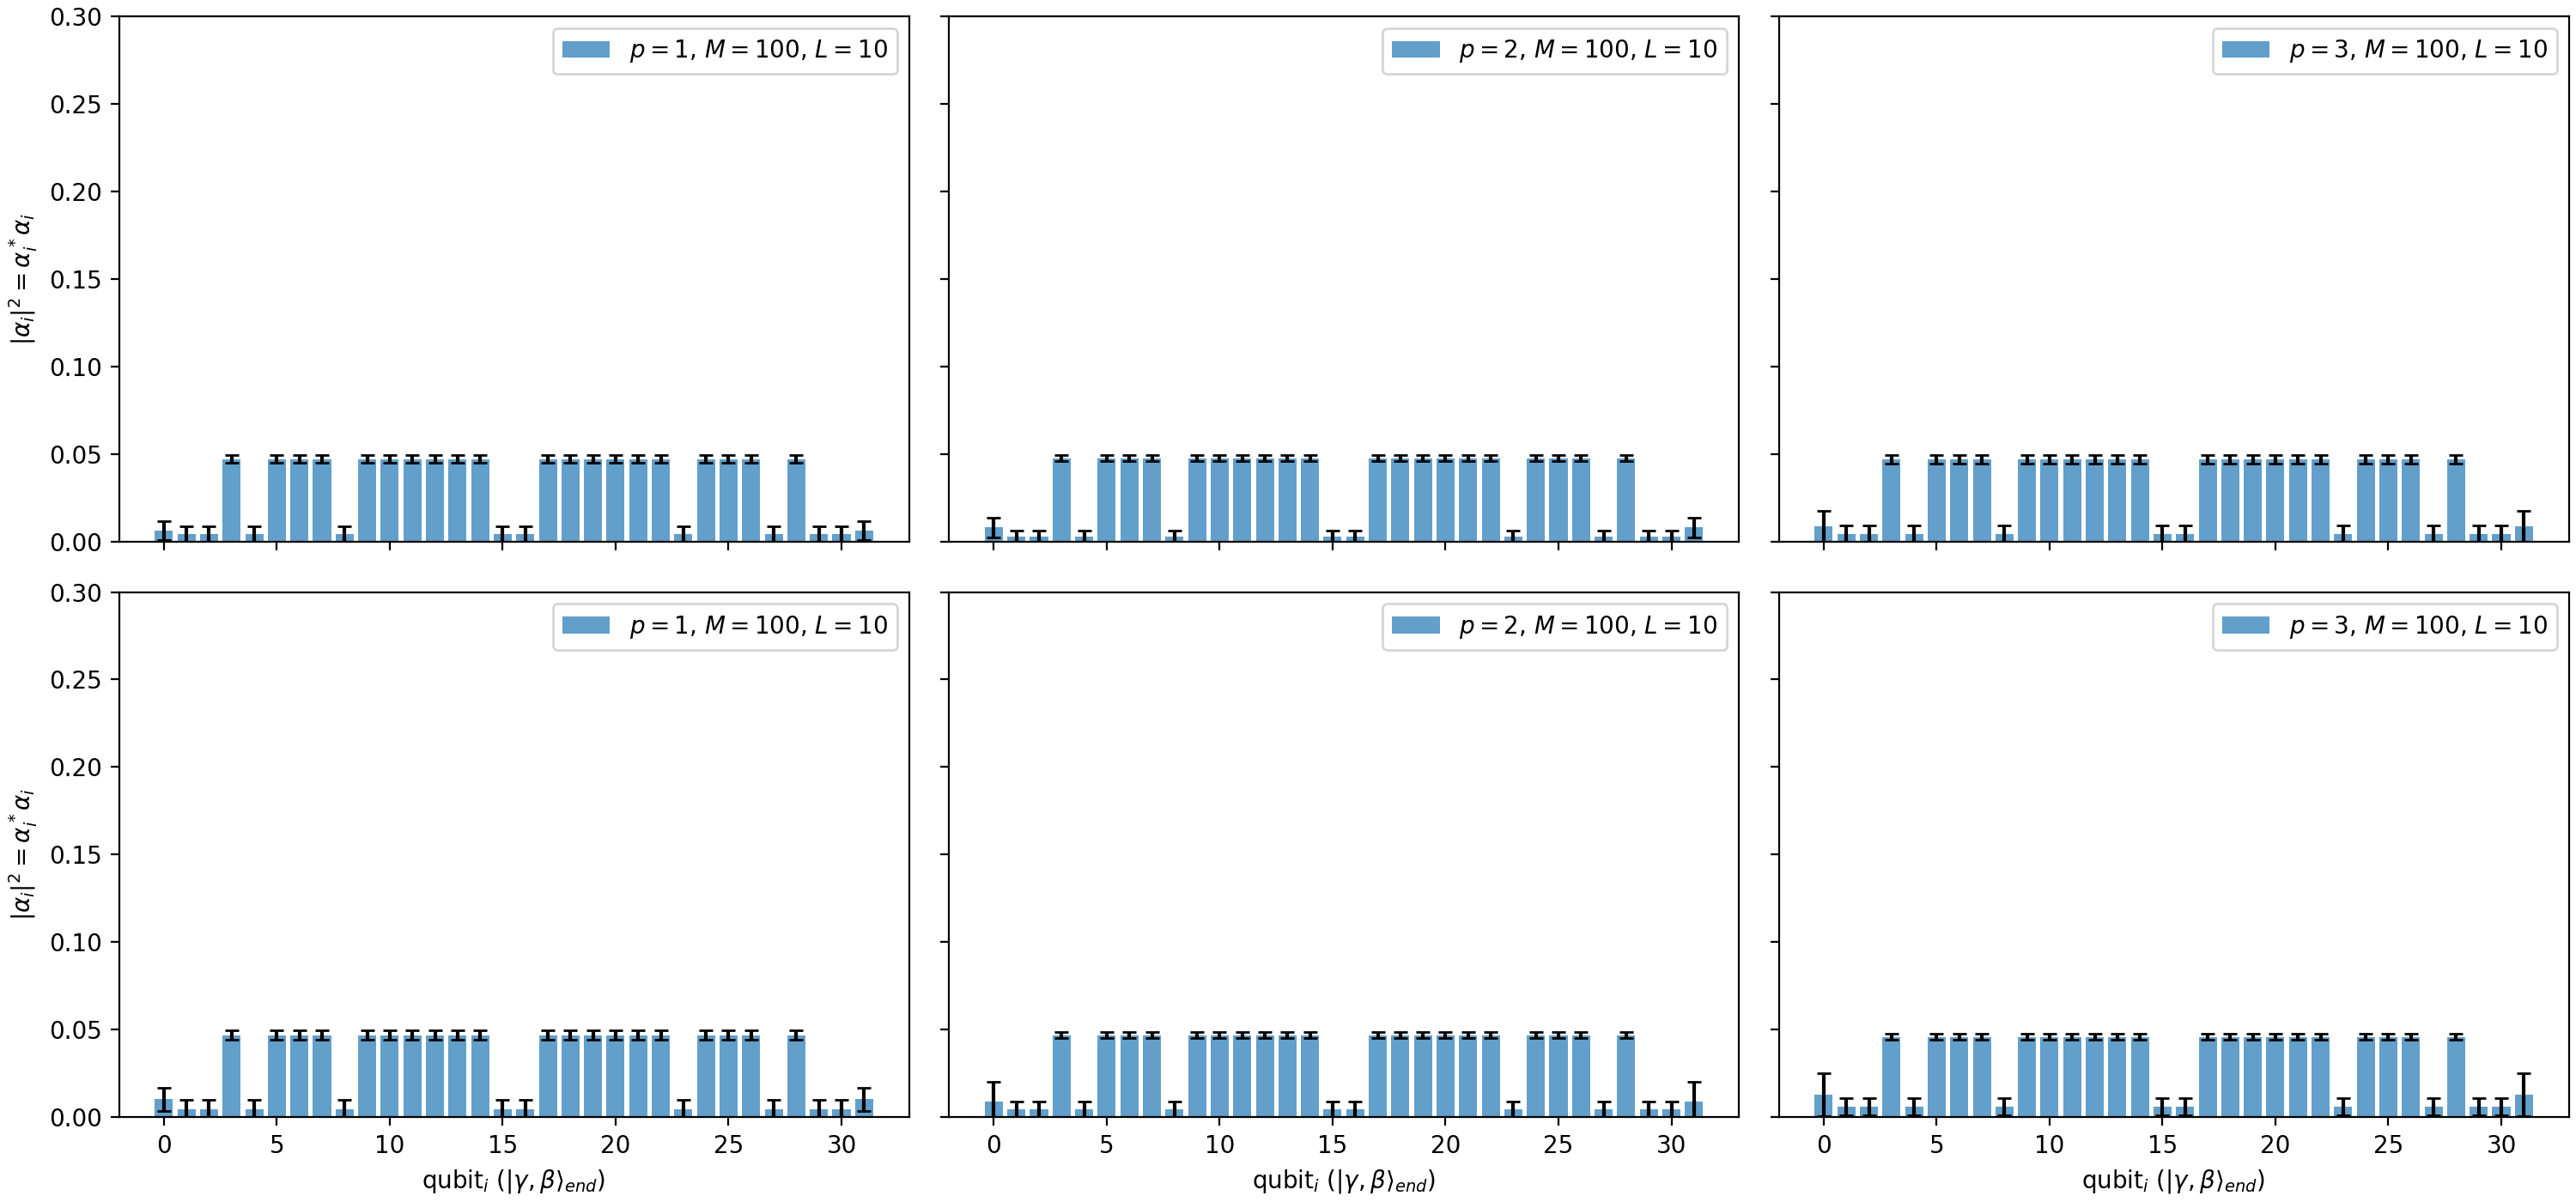 0.30
0.25
0.20
0.15
0.10
0.05
0.00
|α_i|² = α_i^* α_i
p = 1, M = 100, L = 10
p = 2, M = 100, L = 10
p = 3, M = 100, L = 10
0.30
0.25
0.20
0.15
0.10
0.05
0.00
|α_i|² = α_i^* α_i
p = 1, M = 100, L = 10
p = 2, M = 100, L = 10
p = 3, M = 100, L = 10
0 5 10 15 20 25 30
0 5 10 15 20 25 30
0 5 10 15 20 25 30
qubit_i (|γ, β⟩_end)
qubit_i (|γ, β⟩_end)
qubit_i (|γ, β⟩_end)